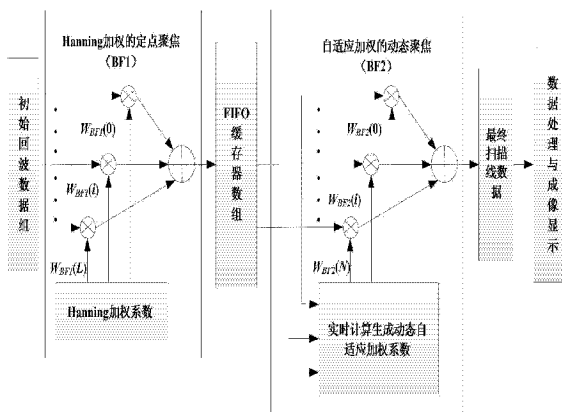 Hanning加权的定点聚焦
（BF1）
自适应加权的动态聚焦
（BF2）
初始回波数据组
W_BF1(0)
W_BF1(l)
W_BF1(L)
Hanning加权系数
FIFO
缓存器数组
W_BF2(0)
W_BF2(l)
W_BF2(N)
实时计算生成动态自
适应加权系数
最终扫描线数据
数据处理与成像显示